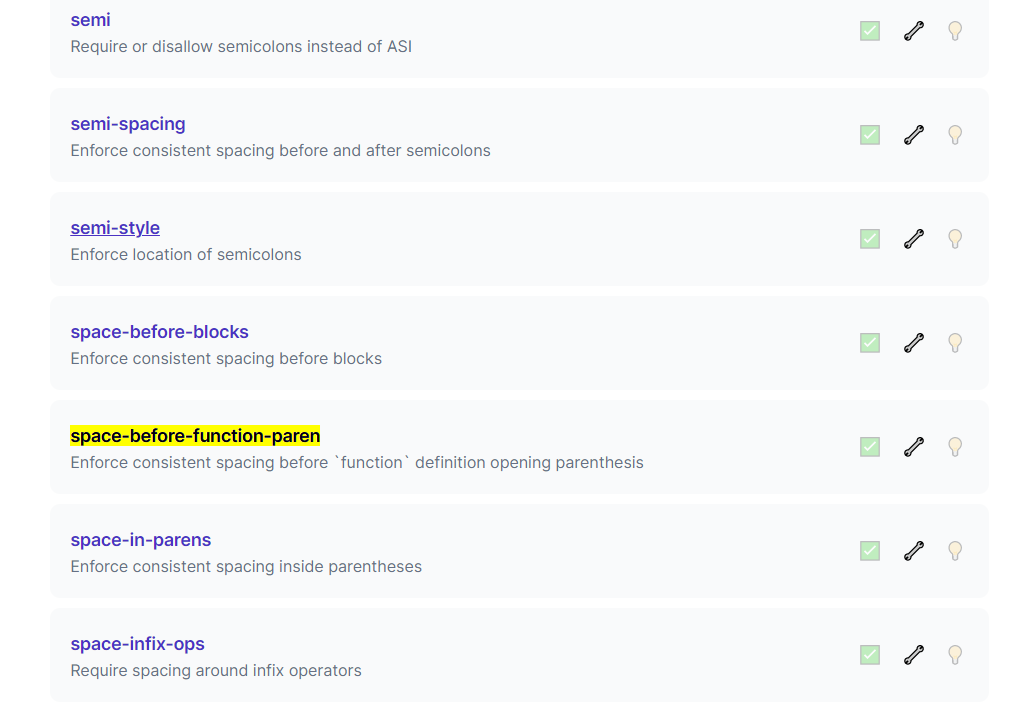 semi
Require or disallow semicolons instead of ASI
semi-spacing
Enforce consistent spacing before and after semicolons
semi-style
Enforce location of semicolons
space-before-blocks
Enforce consistent spacing before blocks
space-before-function-paren
Enforce consistent spacing before `function` definition opening parenthesis
space-in-parens
Enforce consistent spacing inside parentheses
space-infix-ops
Require spacing around infix operators